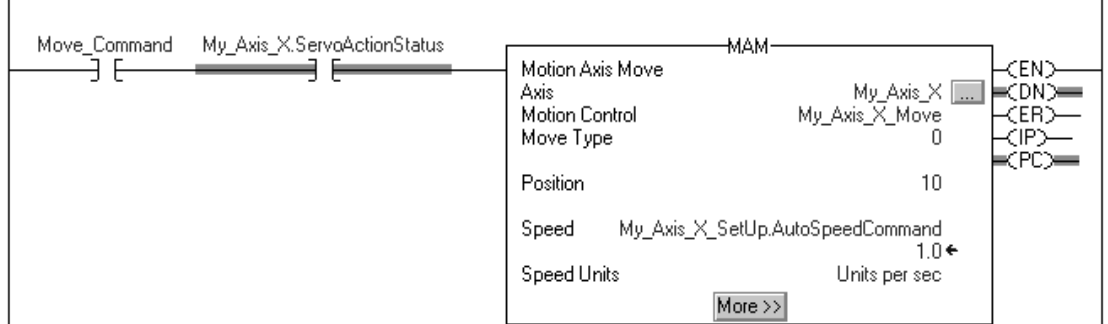 Move_Command My_Axis_X.ServoActionStatus
MAM
Motion Axis Move EN
Axis My_Axis_X ... DN
Motion Control My_Axis_X_Move ER
Move Type 0 IP
PC
Position 10
Speed My_Axis_X_SetUp.AutoSpeedCommand
1.0
Speed Units Units per sec
More >>